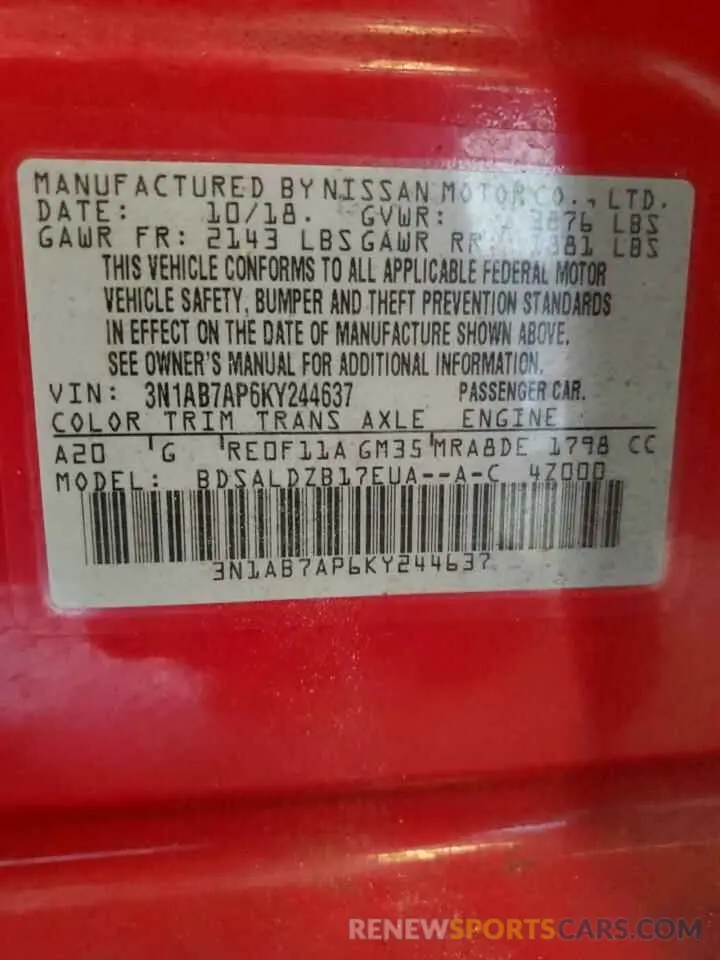 MANUFACTURED BY NISSAN MOTOR CO., LTD.
DATE: 10/18. GVWR: 3876 LBS
GAWR FR: 2143 LBS GAWR RR: 1881 LBS
THIS VEHICLE CONFORMS TO ALL APPLICABLE FEDERAL MOTOR
VEHICLE SAFETY, BUMPER AND THEFT PREVENTION STANDARDS
IN EFFECT ON THE DATE OF MANUFACTURE SHOWN ABOVE.
SEE OWNER'S MANUAL FOR ADDITIONAL INFORMATION.
VIN: 3N1AB7AP6KY244637 PASSENGER CAR.
COLOR TRIM TRANS AXLE ENGINE
A20 G RE0F11A GM35 MRA8DE 1798 CC
MODEL: BDSALDZB17EUA--A-C 4Z000
3N1AB7AP6KY244637
RENEWSPORTSCARS.COM